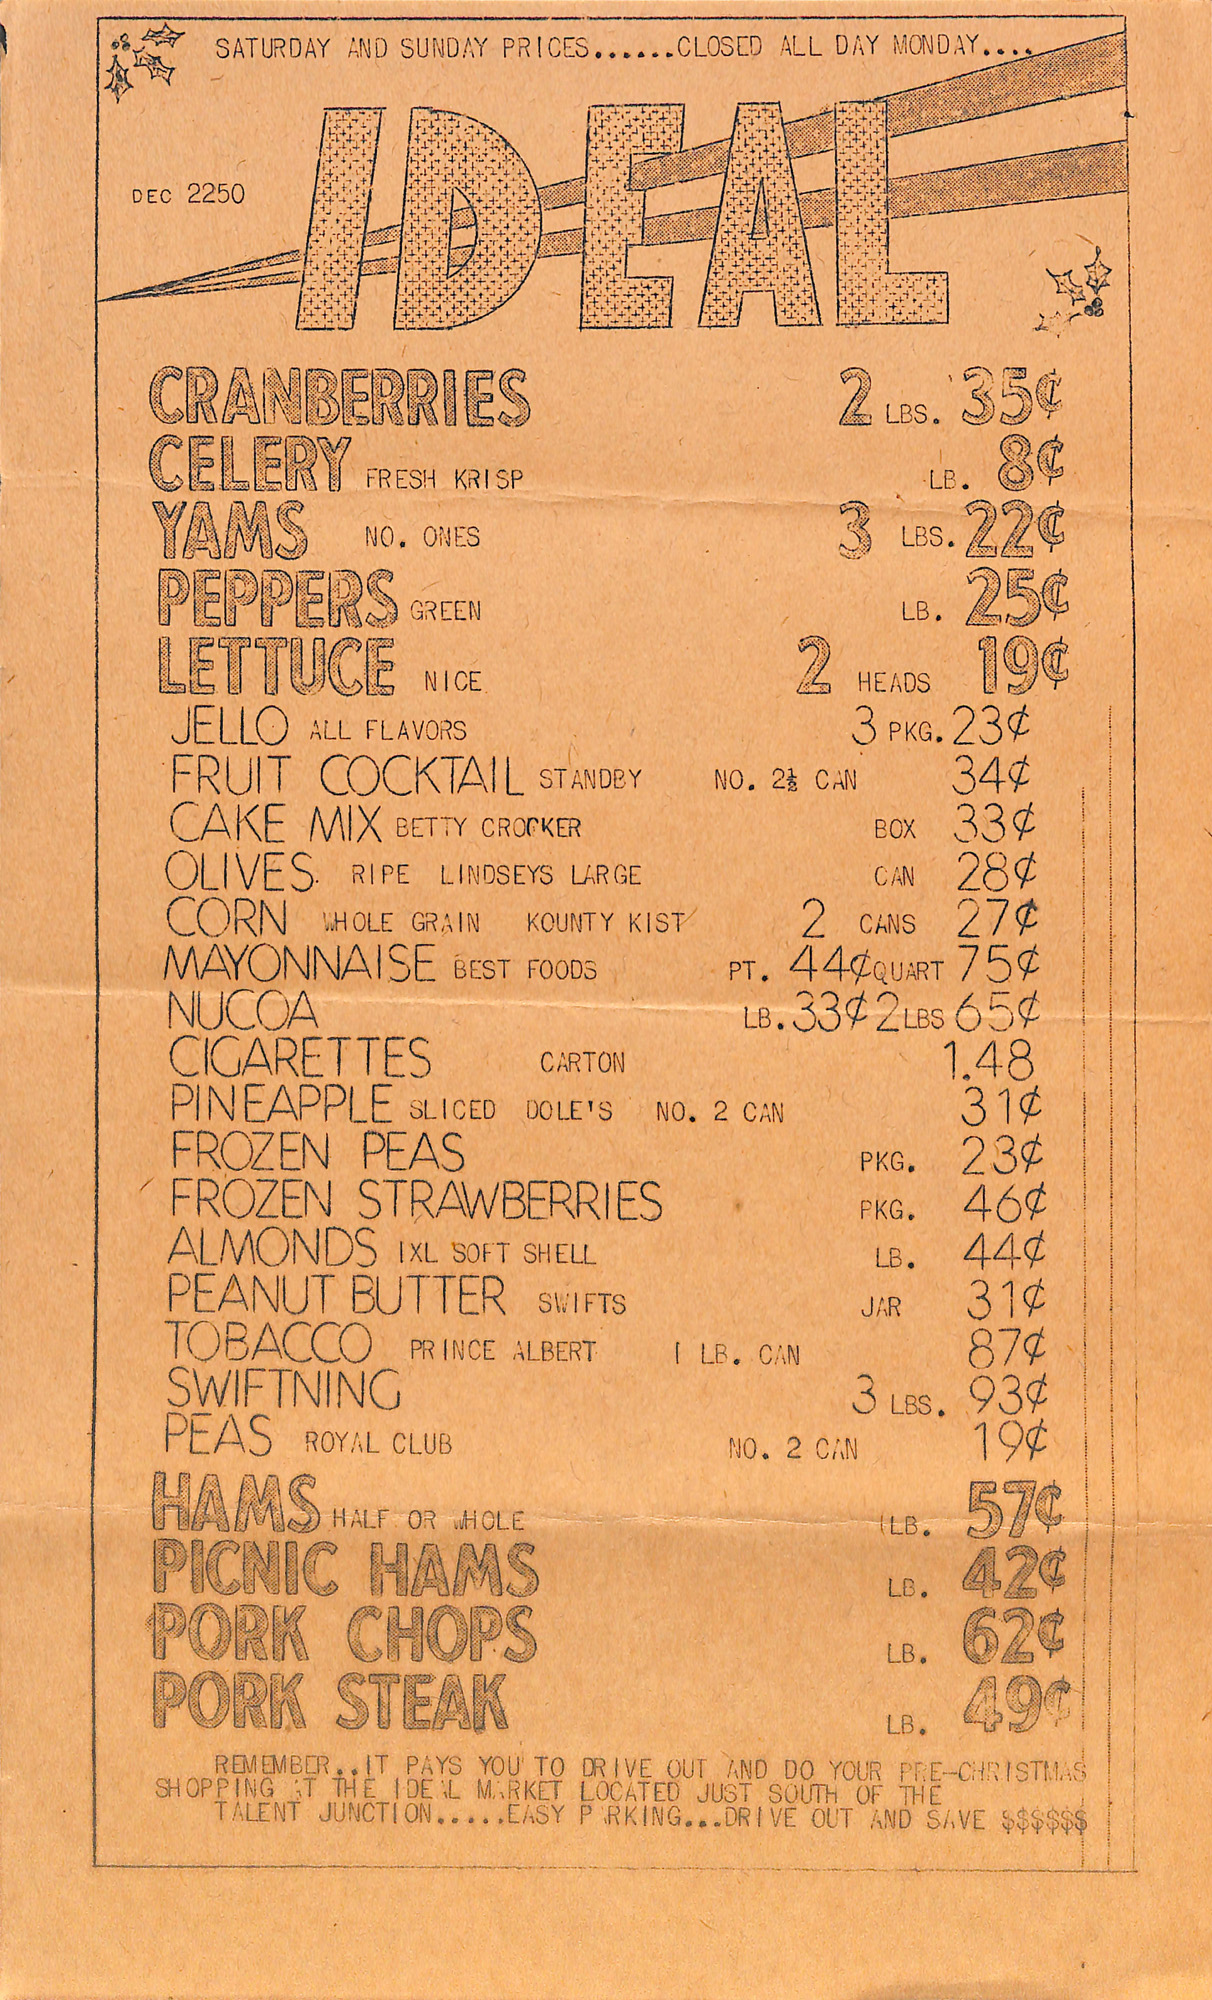 SATURDAY AND SUNDAY PRICES.......CLOSED ALL DAY MONDAY....
IDEAL
DEC 2250
CRANBERRIES 2 LBS. 35¢
CELERY FRESH KRISP LB. 8¢
YAMS NO. ONES 3 LBS. 22¢
PEPPERS GREEN LB. 25¢
LETTUCE NICE 2 HEADS 19¢
JELLO ALL FLAVORS 3 PKG. 23¢
FRUIT COCKTAIL STANDBY NO. 2½ CAN 34¢
CAKE MIX BETTY CROCKER BOX 33¢
OLIVES. RIPE LINDSEYS LARGE CAN 28¢
CORN WHOLE GRAIN KOUNTY KIST 2 CANS 27¢
MAYONNAISE BEST FOODS PT. 44¢ QUART 75¢
NUCOA LB. 33¢ 2 LBS 65¢
CIGARETTES CARTON 1.48
PINEAPPLE SLICED DOLE'S NO. 2 CAN 31¢
FROZEN PEAS PKG. 23¢
FROZEN STRAWBERRIES PKG. 46¢
ALMONDS IXL SOFT SHELL LB. 44¢
PEANUT BUTTER SWIFTS JAR 31¢
TOBACCO PRINCE ALBERT 1 LB. CAN 87¢
SWIFTNING 3 LBS. 93¢
PEAS ROYAL CLUB NO. 2 CAN 19¢
HAMS HALF OR WHOLE LB. 57¢
PICNIC HAMS LB. 42¢
PORK CHOPS LB. 62¢
PORK STEAK LB. 49¢
REMEMBER..IT PAYS YOU TO DRIVE OUT AND DO YOUR PRE-CHRISTMAS
SHOPPING AT THE IDEAL MARKET LOCATED JUST SOUTH OF THE
TALENT JUNCTION.....EASY PARKING...DRIVE OUT AND SAVE $$$$$$